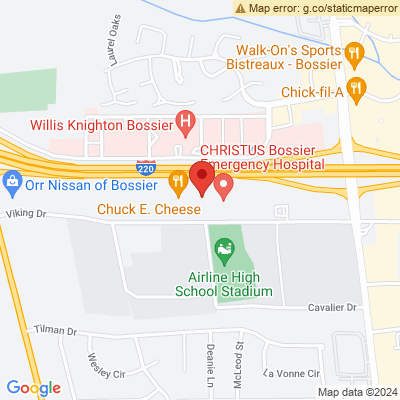 Map error: g.co/staticmaperror
Laurel Oaks
Walk-On's Sports
Bistreaux - Bossier
Chick-fil-A
Willis Knighton Bossier
H
CHRISTUS Bossier
Emergency Hospital
220
Orr Nissan of Bossier
Chuck E. Cheese
Viking Dr
Airline High
School Stadium
Cavalier Dr
Tilman Dr
Wesley Cir
Deanie Ln
McLeod St
La Vonne Cir
Google
Map data ©2024